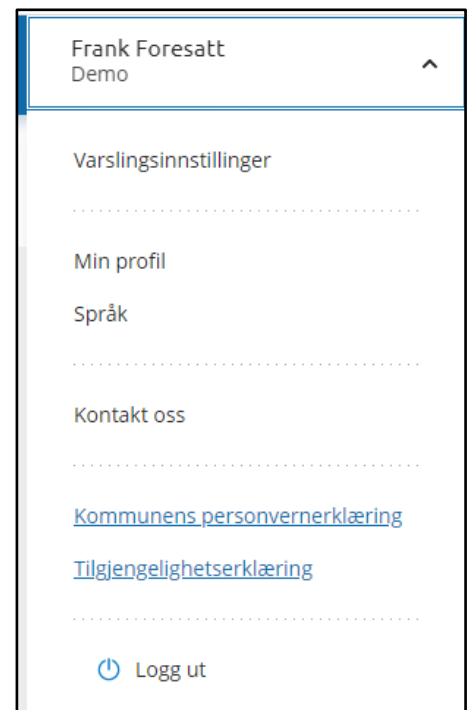 Frank Foresatt
Demo
Varslingsinnstillinger
Min profil
Språk
Kontakt oss
Kommunens personvernerklæring
Tilgjengelighetserklæring
Logg ut